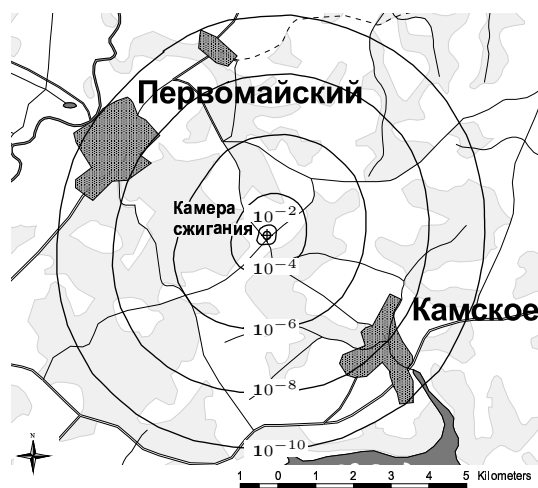 Первомайский
Камера
сжигания
10⁻²
10⁻⁴
Камское
10⁻⁶
10⁻⁸
10⁻¹⁰
N
1 0 1 2 3 4 5 Kilometers